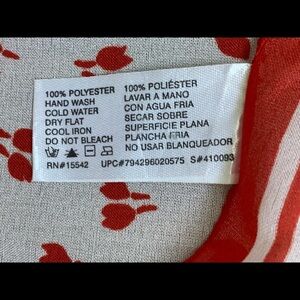 100% POLYESTER
HAND WASH
COLD WATER
DRY FLAT
COOL IRON
DO NOT BLEACH
100% POLIÉSTER
LAVAR A MANO
CON AGUA FRIA
SECAR SOBRE
SUPERFICIE PLANA
PLANCHA FRIA
NO USAR BLANQUEADOR
RN#15542 UPC#794296020575 S#410093